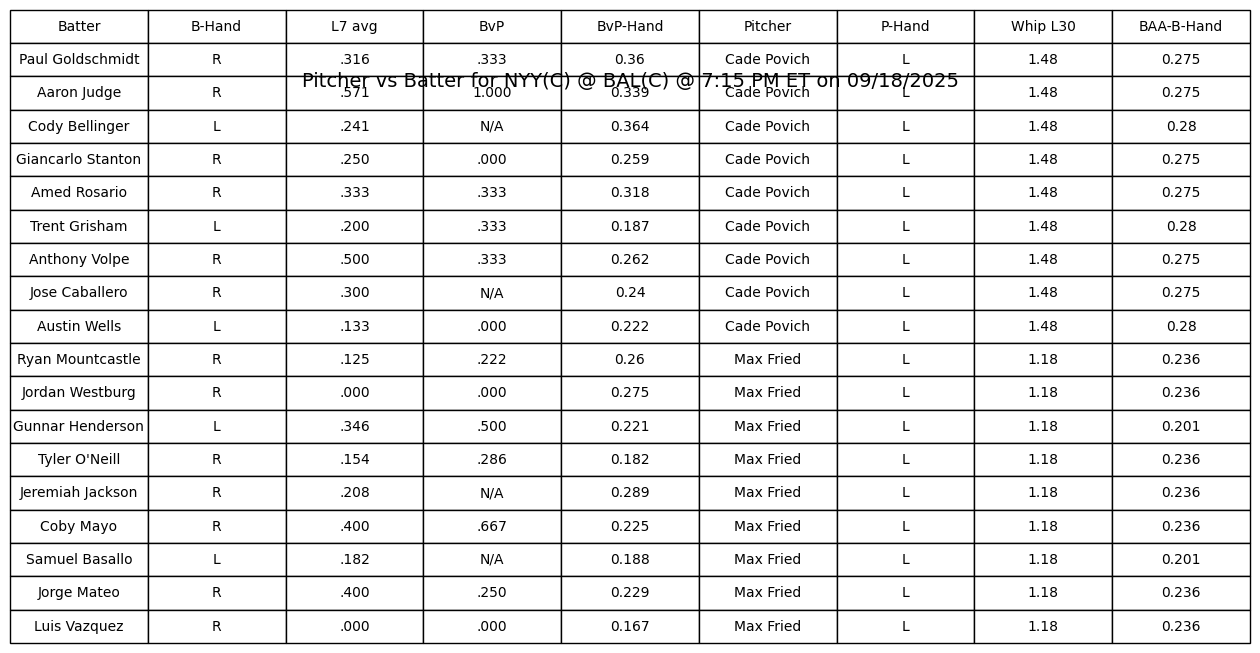 Batter B-Hand L7 avg BvP BvP-Hand Pitcher P-Hand Whip L30 BAA-B-Hand
Paul Goldschmidt R .316 .333 0.36 Cade Povich L 1.48 0.275
Pitcher vs Batter for NYY(C) @ BAL(C) @ 7:15 PM ET on 09/18/2025
Aaron Judge R .571 1.000 0.339 Cade Povich L 1.48 0.275
Cody Bellinger L .241 N/A 0.364 Cade Povich L 1.48 0.28
Giancarlo Stanton R .250 .000 0.259 Cade Povich L 1.48 0.275
Amed Rosario R .333 .333 0.318 Cade Povich L 1.48 0.275
Trent Grisham L .200 .333 0.187 Cade Povich L 1.48 0.28
Anthony Volpe R .500 .333 0.262 Cade Povich L 1.48 0.275
Jose Caballero R .300 N/A 0.24 Cade Povich L 1.48 0.275
Austin Wells L .133 .000 0.222 Cade Povich L 1.48 0.28
Ryan Mountcastle R .125 .222 0.26 Max Fried L 1.18 0.236
Jordan Westburg R .000 .000 0.275 Max Fried L 1.18 0.236
Gunnar Henderson L .346 .500 0.221 Max Fried L 1.18 0.201
Tyler O'Neill R .154 .286 0.182 Max Fried L 1.18 0.236
Jeremiah Jackson R .208 N/A 0.289 Max Fried L 1.18 0.236
Coby Mayo R .400 .667 0.225 Max Fried L 1.18 0.236
Samuel Basallo L .182 N/A 0.188 Max Fried L 1.18 0.201
Jorge Mateo R .400 .250 0.229 Max Fried L 1.18 0.236
Luis Vazquez R .000 .000 0.167 Max Fried L 1.18 0.236